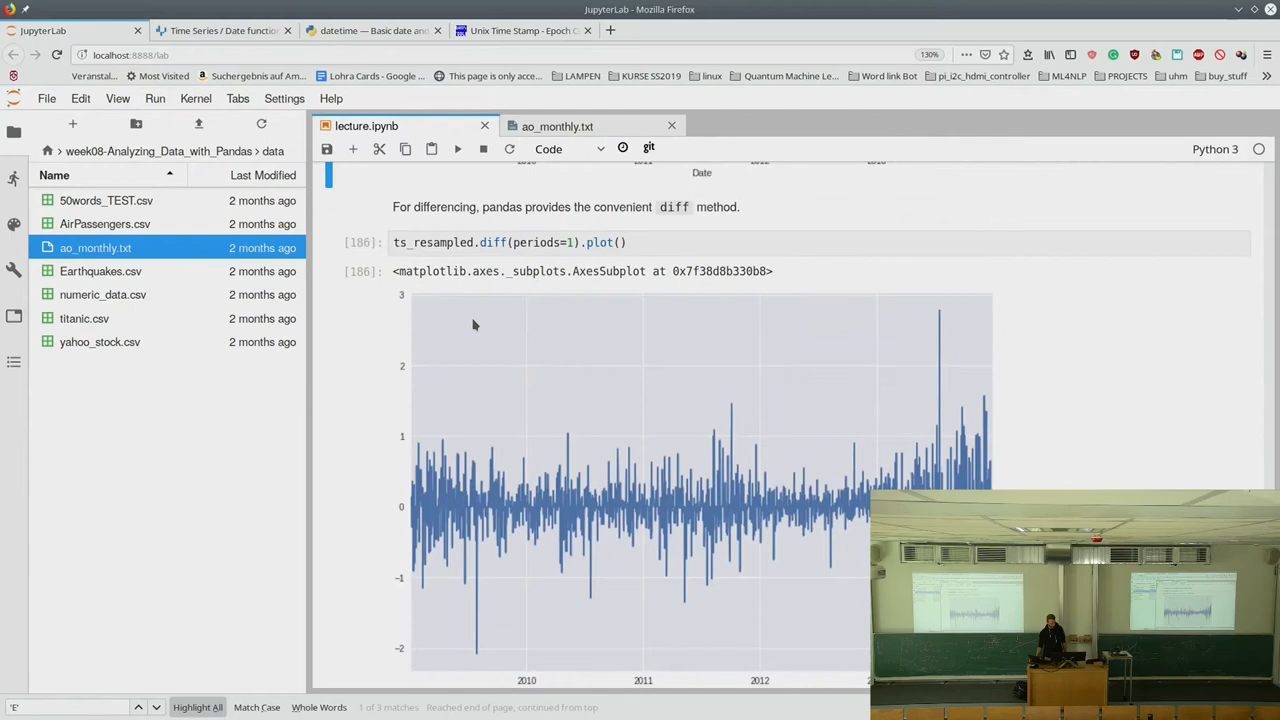 JupyterLab - Mozilla Firefox
JupyterLab
Time Series / Date functio
datetime — Basic date and
Unix Time Stamp - Epoch C
localhost:8888/lab
130%
Veranstal...
Most Visited
Suchergebnis auf Am...
Lohra Cards - Google ...
This page is only acce...
LAMPEN
KURSE SS2019
linux
Quantum Machine Le...
Word link Bot
pi_i2c_hdmi_controller
ML4NLP
PROJECTS
uhm
buy_stuff
File Edit View Run Kernel Tabs Settings Help
lecture.ipynb
ao_monthly.txt
Code
git
Python 3
week08-Analyzing_Data_with_Pandas / data
Name Last Modified
50words_TEST.csv 2 months ago
AirPassengers.csv 2 months ago
ao_monthly.txt 2 months ago
Earthquakes.csv 2 months ago
numeric_data.csv 2 months ago
titanic.csv 2 months ago
yahoo_stock.csv 2 months ago
Date
For differencing, pandas provides the convenient diff method.
[186]: ts_resampled.diff(periods=1).plot()
[186]: <matplotlib.axes._subplots.AxesSubplot at 0x7f38d8b330b8>
3
2
1
0
−1
−2
2010 2011 2012
'E'
Highlight All Match Case Whole Words 1 of 3 matches Reached end of page, continued from top